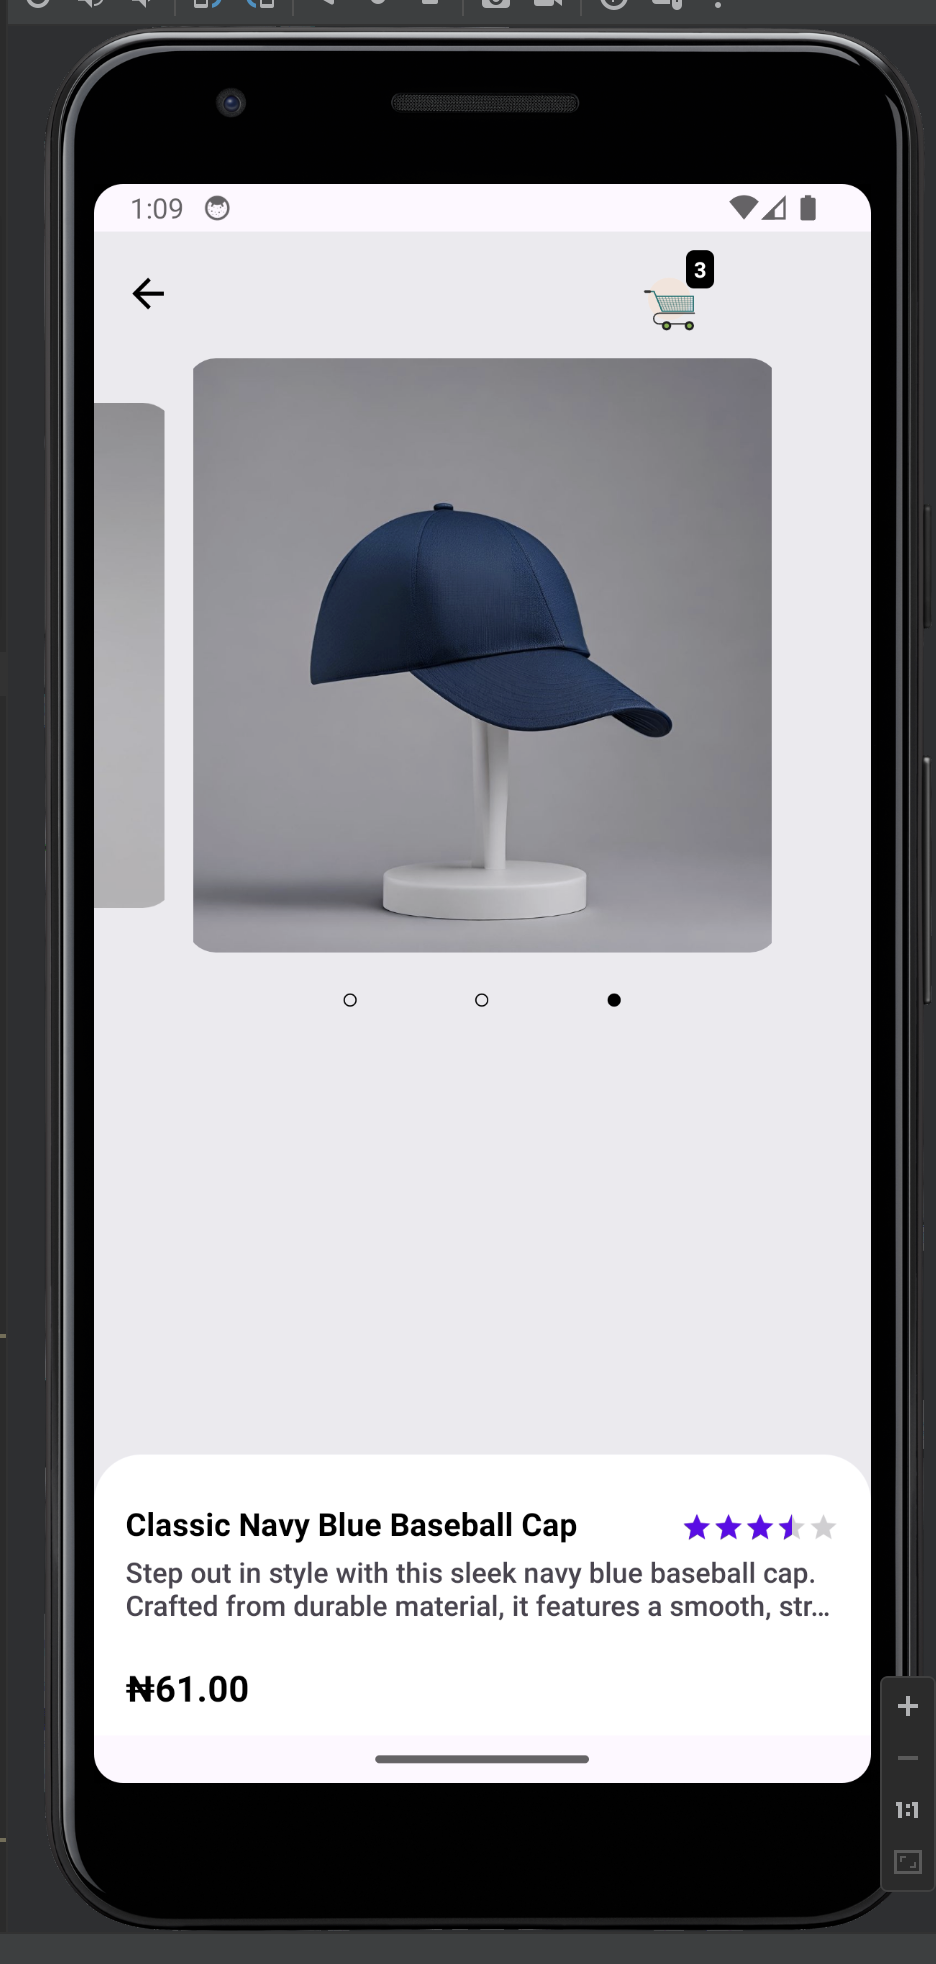 1:09
3
Classic Navy Blue Baseball Cap
Step out in style with this sleek navy blue baseball cap.
Crafted from durable material, it features a smooth, str...
₦61.00
1:1